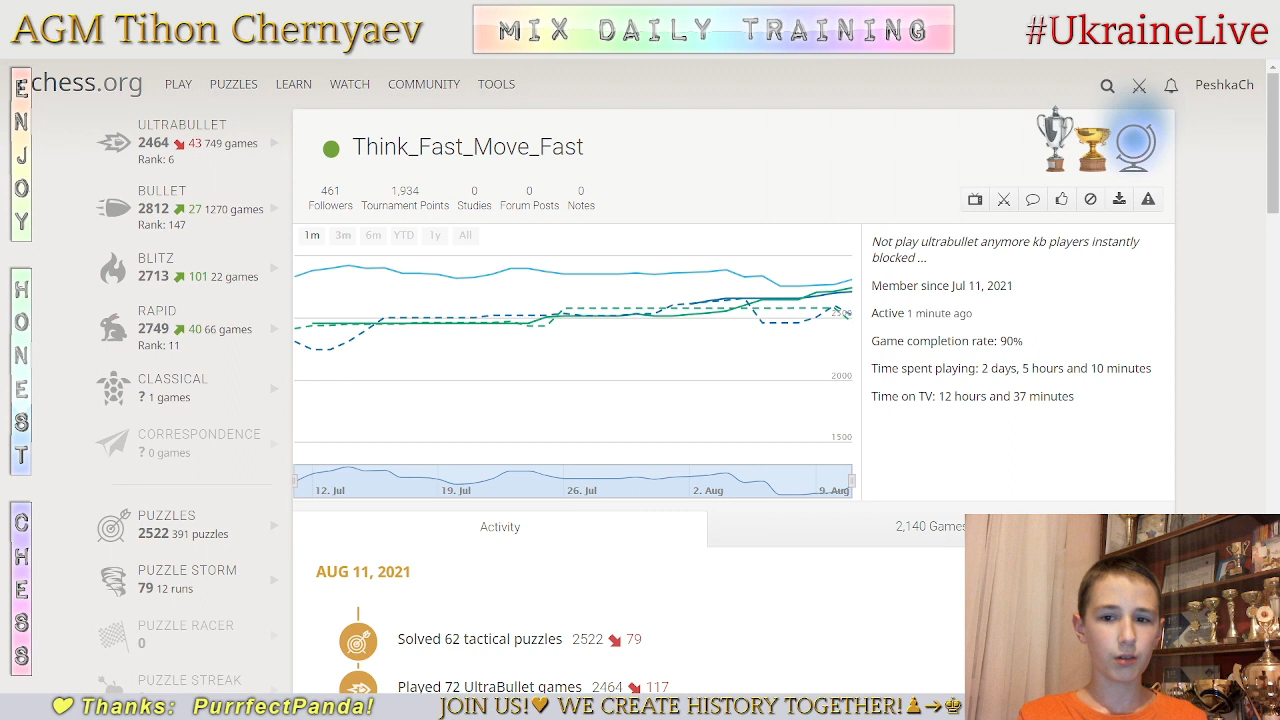 AGM Tihon Chernyaev
MIX DAILY TRAINING
#UkraineLive
ENJOY
HONEST
CHESS
chess.org
PLAY PUZZLES LEARN WATCH COMMUNITY TOOLS
PeshkaCh
ULTRABULLET
2464 43 749 games
Rank: 6
BULLET
2812 27 1270 games
Rank: 147
BLITZ
2713 101 22 games
RAPID
2749 40 66 games
Rank: 11
CLASSICAL
? 1 games
CORRESPONDENCE
? 0 games
PUZZLES
2522 391 puzzles
PUZZLE STORM
79 12 runs
PUZZLE RACER
0
PUZZLE STREAK
Think_Fast_Move_Fast
461 1,934 0 0 0
Followers Tournament Points Studies Forum Posts Notes
1m 3m 6m YTD 1y All
2500
2000
1500
12. Jul 19. Jul 26. Jul 2. Aug 9. Aug
Not play ultrabullet anymore kb players instantly
blocked ...
Member since Jul 11, 2021
Active 1 minute ago
Game completion rate: 90%
Time spent playing: 2 days, 5 hours and 10 minutes
Time on TV: 12 hours and 37 minutes
Activity
2,140 Games
AUG 11, 2021
Solved 62 tactical puzzles 2522 79
Played 72 UltraBullet games 2464 117
Thanks: PurrfectPanda!
JOIN US! WE CREATE HISTORY TOGETHER!